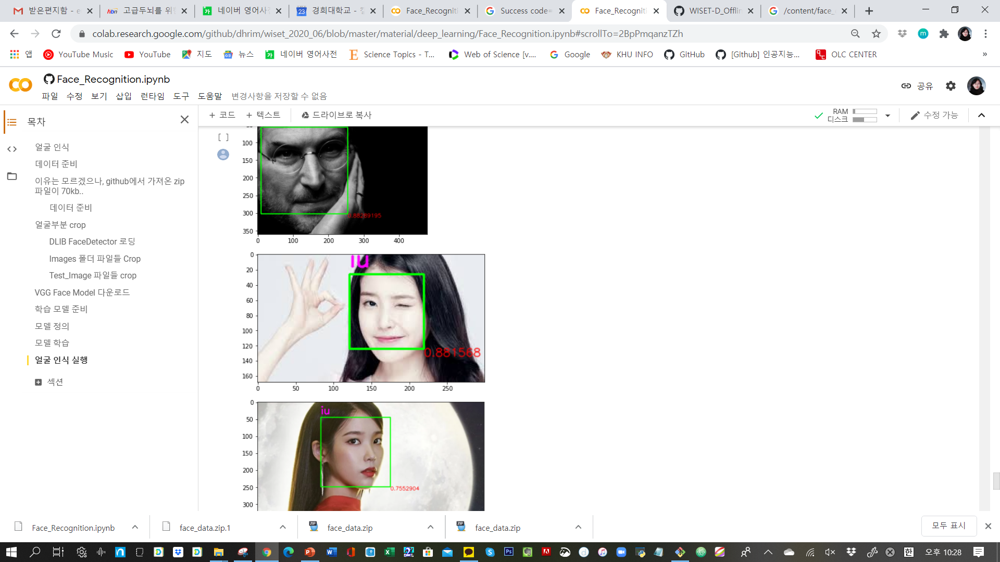 받은편지함 - e
고급두뇌를 위한
네이버 영어사전
23
경희대학교 - 캘
Face_Recogniti
Success code=
Face_Recogniti
WISET-D_Offlin
/content/face_
colab.research.google.com/github/dhrim/wiset_2020_06/blob/master/material/deep_learning/Face_Recognition.ipynb#scrollTo=2BpPmqanzTZh
앱 YouTube Music YouTube 지도 뉴스 네이버 영어사전 Science Topics - T... Web of Science [v.... Google KHU INFO GitHub [Github] 인공지능... OLC CENTER »
Face_Recognition.ipynb
파일 수정 보기 삽입 런타임 도구 도움말 변경사항을 저장할 수 없음
공유
목차
+ 코드 + 텍스트 드라이브로 복사
RAM
디스크
수정 가능
얼굴 인식
데이터 준비
이유는 모르겠으나, github에서 가져온 zip
파일이 70kb..
데이터 준비
얼굴부분 crop
DLIB FaceDetector 로딩
Images 폴더 파일들 Crop
Test_Image 파일들 crop
VGG Face Model 다운로드
학습 모델 준비
모델 정의
모델 학습
얼굴 인식 실행
섹션
[ ]
100
150
200
250
300
350
0 100 200 300 400
0.88289195
0
20
40
60
80
100
120
140
160
0 50 100 150 200 250
iu
0.881568
0
50
100
150
200
250
300
iu
0.7552904
Face_Recognition.ipynb
face_data.zip.1
face_data.zip
face_data.zip
모두 표시
한
오후 10:28